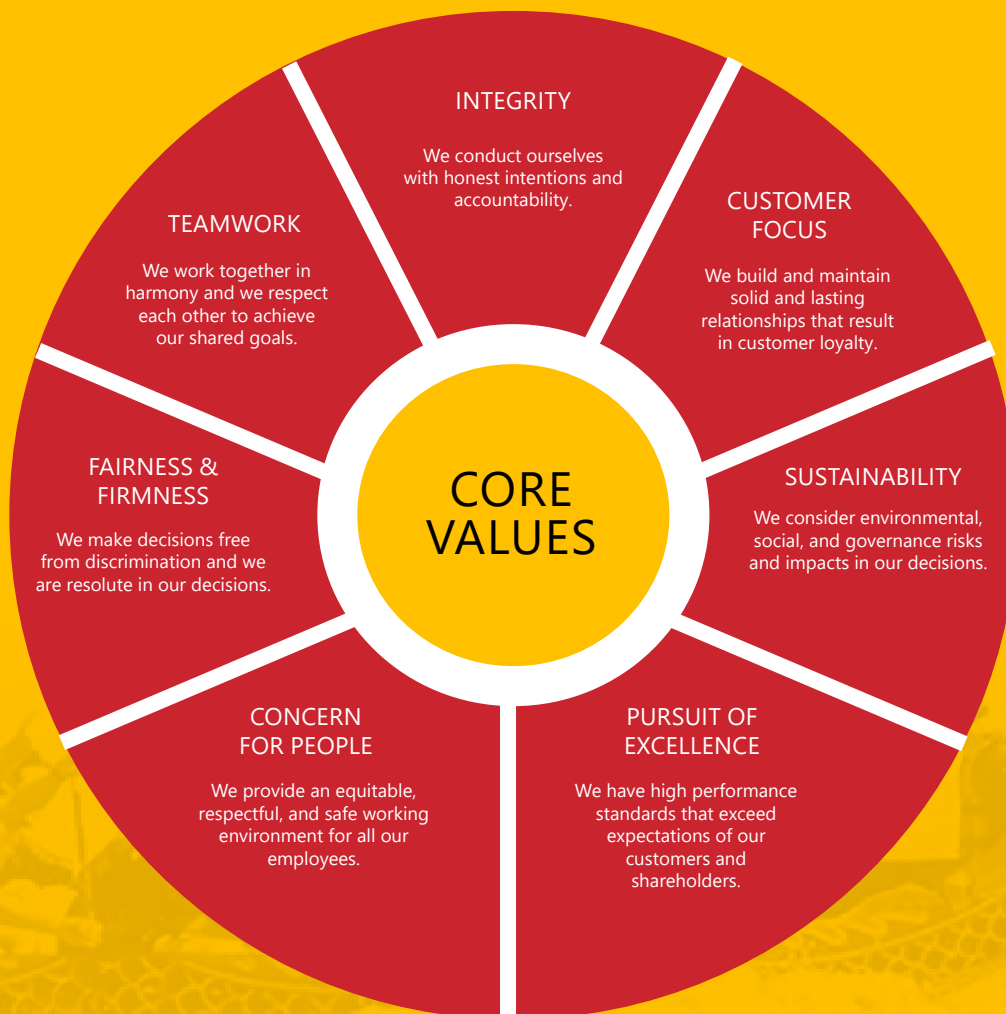 INTEGRITY
We conduct ourselves
with honest intentions and
accountability.
CUSTOMER
FOCUS
We build and maintain
solid and lasting
relationships that result
in customer loyalty.
SUSTAINABILITY
We consider environmental,
social, and governance risks
and impacts in our decisions.
PURSUIT OF
EXCELLENCE
We have high performance
standards that exceed
expectations of our
customers and
shareholders.
CONCERN
FOR PEOPLE
We provide an equitable,
respectful, and safe working
environment for all our
employees.
FAIRNESS &
FIRMNESS
We make decisions free
from discrimination and we
are resolute in our decisions.
TEAMWORK
We work together in
harmony and we respect
each other to achieve
our shared goals.
CORE
VALUES